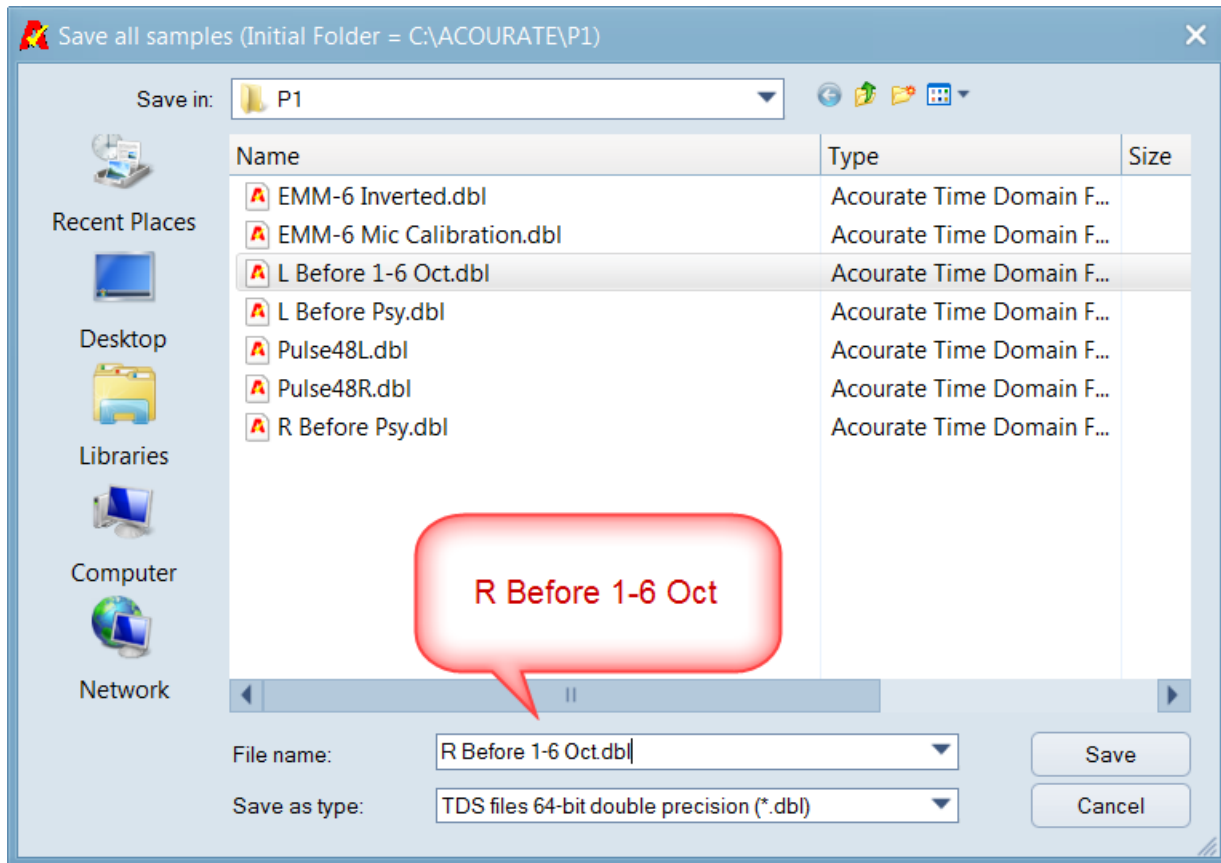 Save all samples (Initial Folder = C:\ACOURATE\P1)
Save in: P1
Name Type Size
EMM-6 Inverted.dbl Acourate Time Domain F...
EMM-6 Mic Calibration.dbl Acourate Time Domain F...
L Before 1-6 Oct.dbl Acourate Time Domain F...
L Before Psy.dbl Acourate Time Domain F...
Pulse48L.dbl Acourate Time Domain F...
Pulse48R.dbl Acourate Time Domain F...
R Before Psy.dbl Acourate Time Domain F...
Recent Places
Desktop
Libraries
Computer
Network
R Before 1-6 Oct
File name: R Before 1-6 Oct.dbl Save
Save as type: TDS files 64-bit double precision (*.dbl) Cancel